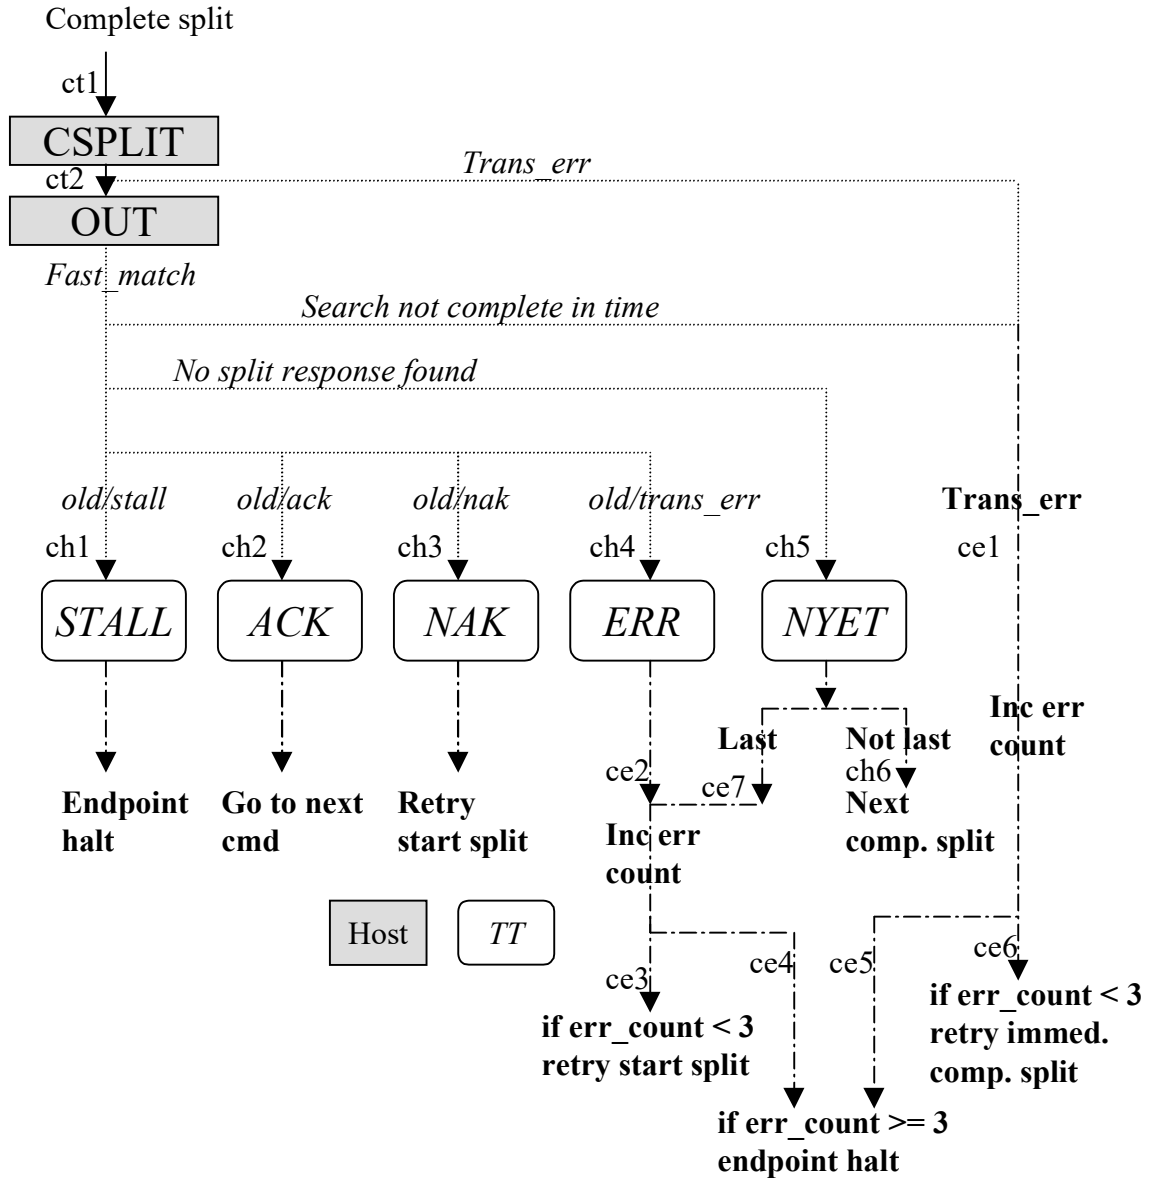 Complete split
ct1
CSPLIT
ct2
Trans_err
OUT
Fast_match
Search not complete in time
No split response found
old/stall
old/ack
old/nak
old/trans_err
Trans_err
ch1
ch2
ch3
ch4
ch5
ce1
STALL
ACK
NAK
ERR
NYET
Inc err
count
Last
Not last
ce2
ce7
ch6
Endpoint
halt
Go to next
cmd
Retry
start split
Next
comp. split
Inc err
count
Host
TT
ce3
ce4
ce5
ce6
if err_count < 3
retry start split
if err_count < 3
retry immed.
comp. split
if err_count >= 3
endpoint halt